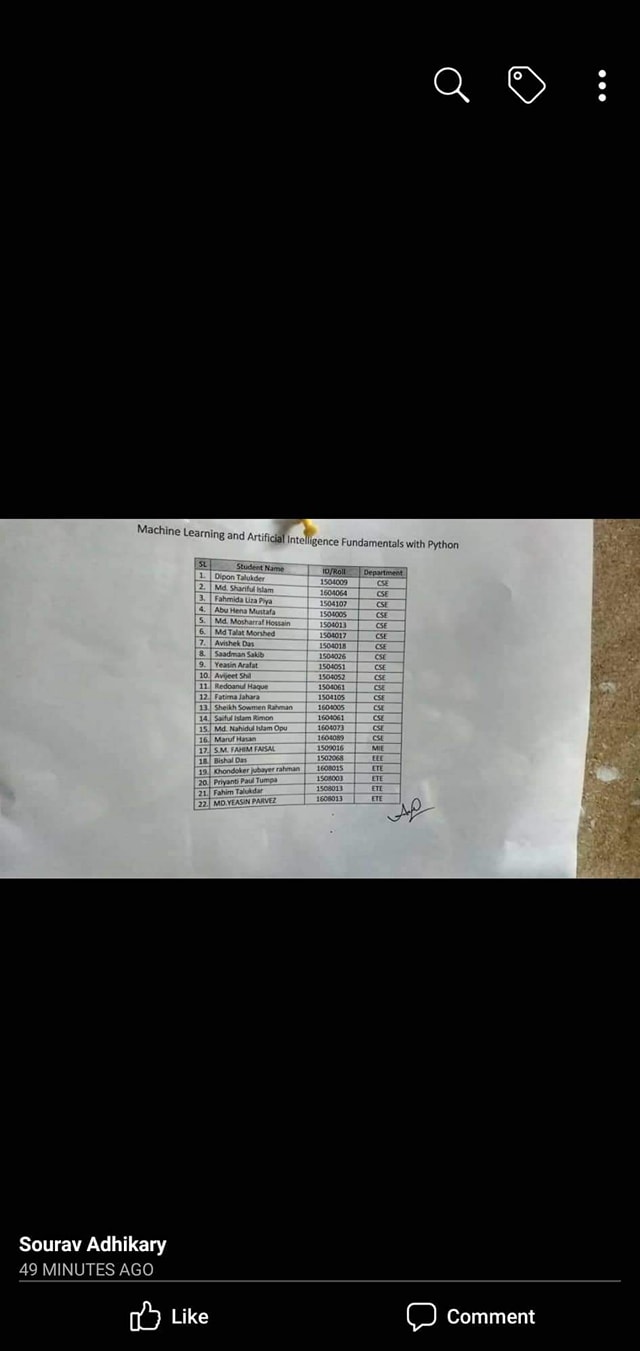 Machine Learning and Artificial Intelligence Fundamentals with Python
SL Student Name ID/Roll Department
1. Dipon Talukder 1504009 CSE
2. Md. Shariful Islam 1604064 CSE
3. Fahmida Liza Piya 1504107 CSE
4. Abu Hena Mustafa 1504005 CSE
5. Md. Mosharraf Hossain 1504013 CSE
6. Md Talat Morshed 1504017 CSE
7. Avishek Das 1504018 CSE
8. Saadman Sakib 1504026 CSE
9. Yeasin Arafat 1504051 CSE
10. Avijeet Shil 1504052 CSE
11. Redoanul Haque 1504061 CSE
12. Fatima Jahara 1504105 CSE
13. Sheikh Sowmen Rahman 1604005 CSE
14. Saiful Islam Rimon 1604061 CSE
15. Md. Nahidul Islam Opu 1604073 CSE
16. Maruf Hasan 1604089 CSE
17. S.M. FAHIM FAISAL 1509016 MIE
18. Bishal Das 1502068 EEE
19. Khondoker jubayer rahman 1608015 ETE
20. Priyanti Paul Tumpa 1508003 ETE
21. Fahim Talukdar 1508013 ETE
22. MD.YEASIN PARVEZ 1608013 ETE
Sourav Adhikary
49 MINUTES AGO
Like Comment